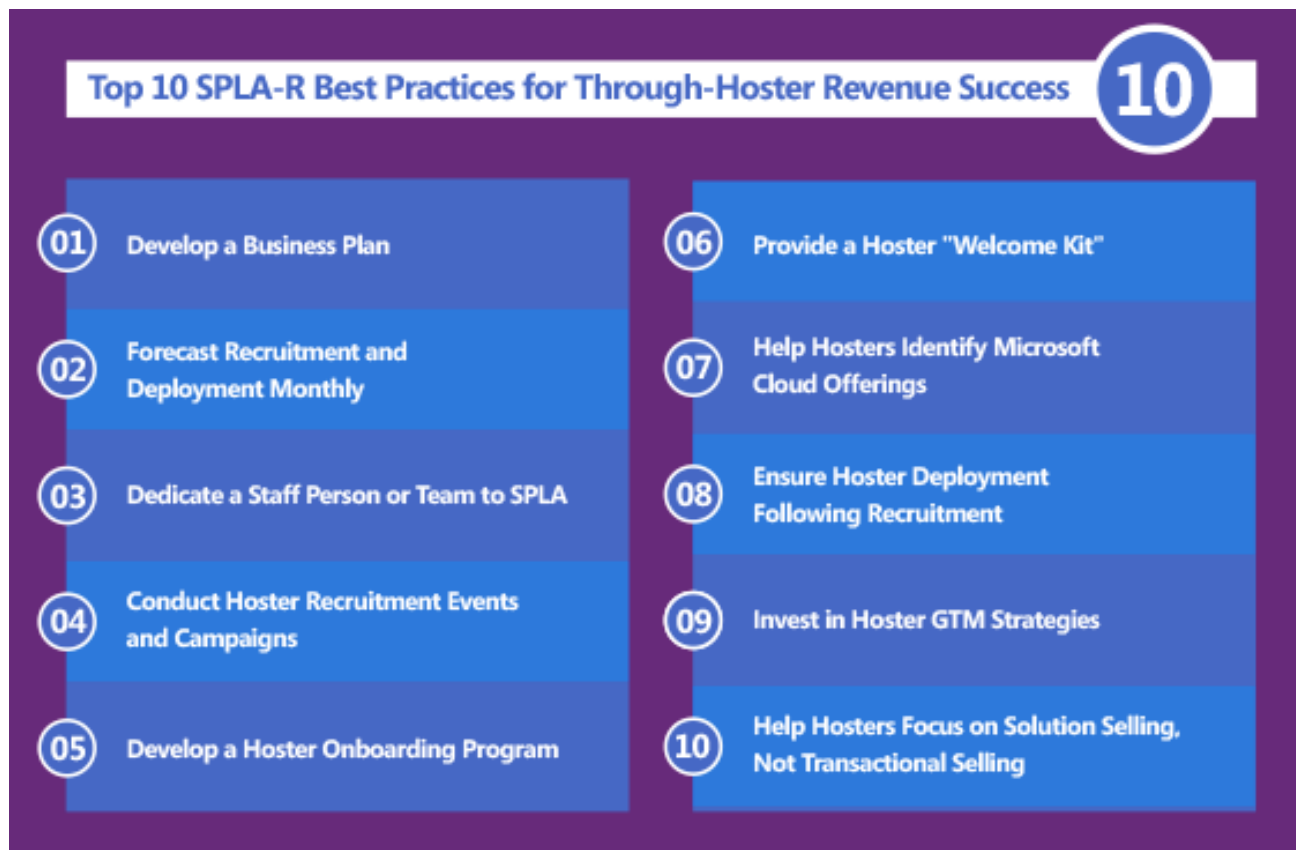 Top 10 SPLA-R Best Practices for Through-Hoster Revenue Success
10
01
Develop a Business Plan
02
Forecast Recruitment and
Deployment Monthly
03
Dedicate a Staff Person or Team to SPLA
04
Conduct Hoster Recruitment Events
and Campaigns
05
Develop a Hoster Onboarding Program
06
Provide a Hoster "Welcome Kit"
07
Help Hosters Identify Microsoft
Cloud Offerings
08
Ensure Hoster Deployment
Following Recruitment
09
Invest in Hoster GTM Strategies
10
Help Hosters Focus on Solution Selling,
Not Transactional Selling